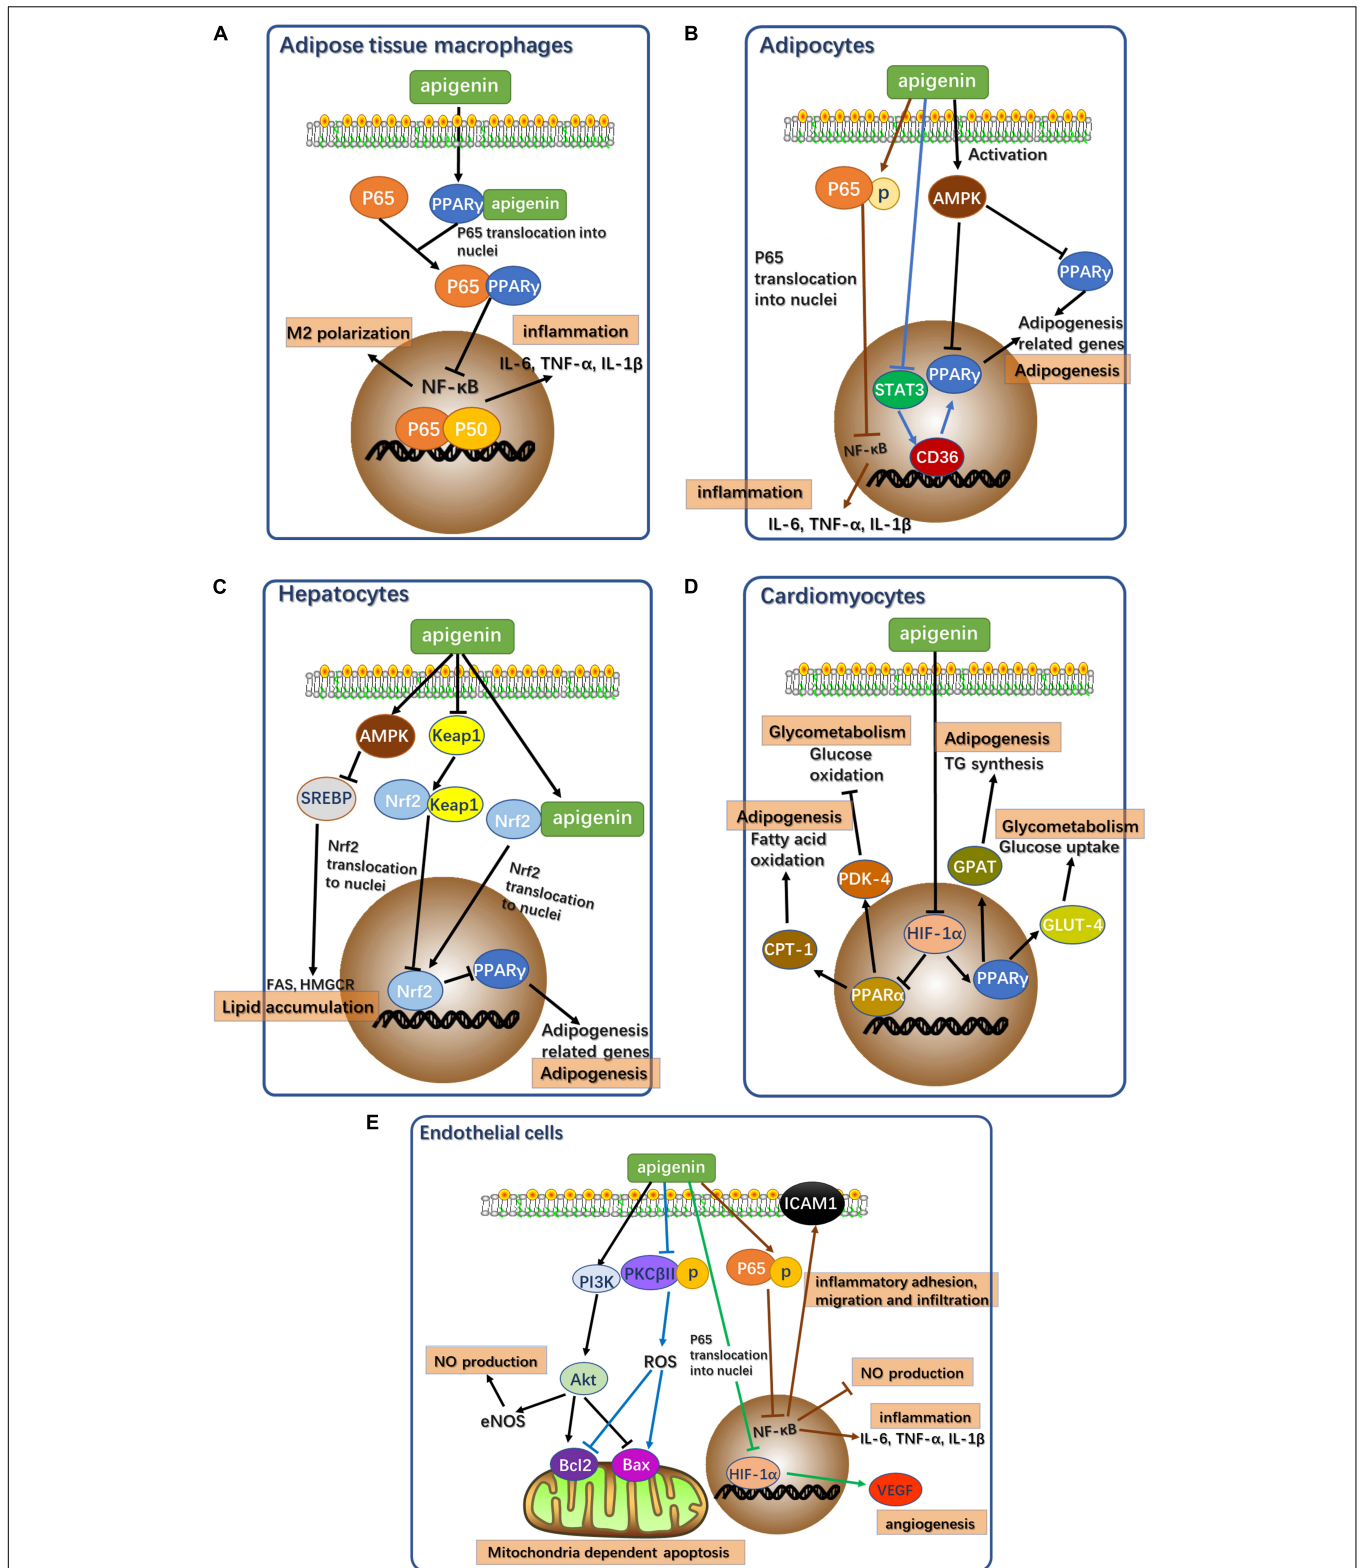 A
Adipose tissue macrophages
apigenin
P65
PPARγ
apigenin
P65 translocation into
nuclei
P65
PPARγ
M2 polarization
inflammation
IL-6, TNF-α, IL-1β
NF-κB
P65
P50
B
Adipocytes
apigenin
Activation
P65
p
AMPK
P65
translocation
into nuclei
PPARγ
Adipogenesis
related genes
Adipogenesis
PPARγ
STAT3
NF-κB
CD36
inflammation
IL-6, TNF-α, IL-1β
C
Hepatocytes
apigenin
AMPK
Keap1
SREBP
Nrf2
Keap1
Nrf2
apigenin
Nrf2
translocation
to nuclei
Nrf2
translocation
to nuclei
FAS, HMGCR
Lipid accumulation
Nrf2
PPARγ
Adipogenesis
related genes
Adipogenesis
D
Cardiomyocytes
apigenin
Glycometabolism
Glucose
oxidation
Adipogenesis
TG synthesis
Adipogenesis
Fatty acid
oxidation
Glycometabolism
Glucose uptake
PDK-4
GPAT
CPT-1
HIF-1α
GLUT-4
PPARα
PPARγ
E
Endothelial cells
apigenin
ICAM1
PI3K
PKCβII
p
P65
p
inflammatory adhesion,
migration and infiltration
P65
translocation
into nuclei
NO production
ROS
Akt
eNOS
NO production
inflammation
IL-6, TNF-α, IL-1β
NF-κB
Bcl2
Bax
HIF-1α
VEGF
angiogenesis
Mitochondria dependent apoptosis